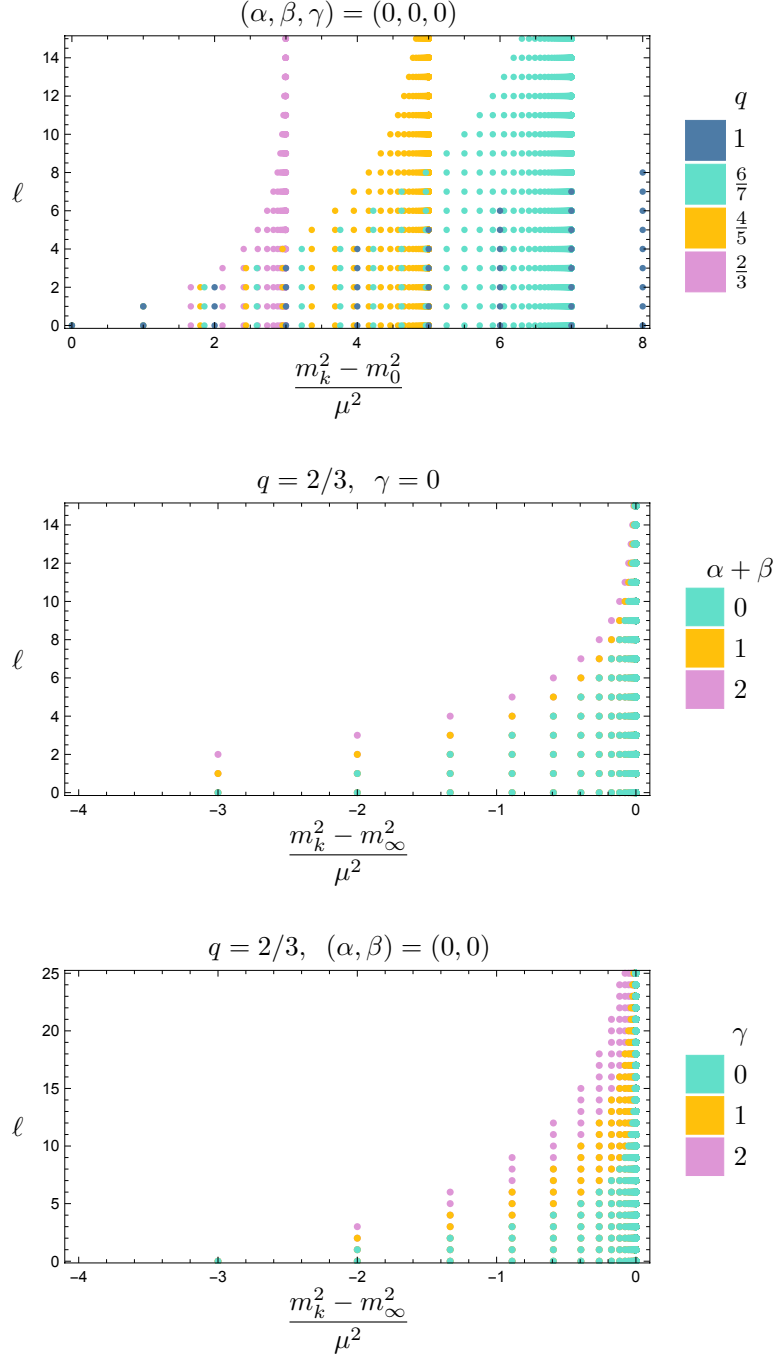 (α, β, γ) = (0, 0, 0)
14
12
10
8
6
4
2
0
ℓ
0 2 4 6 8
m_k^2 − m_0^2
μ^2
q
1
6/7
4/5
2/3
q = 2/3, γ = 0
14
12
10
8
6
4
2
0
ℓ
−4 −3 −2 −1 0
m_k^2 − m_∞^2
μ^2
α + β
0
1
2
q = 2/3, (α, β) = (0, 0)
25
20
15
10
5
0
ℓ
−4 −3 −2 −1 0
m_k^2 − m_∞^2
μ^2
γ
0
1
2